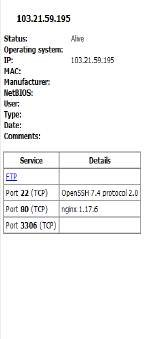 103.21.59.195
Status: Alive
Operating system:
IP: 103.21.59.195
MAC:
Manufacturer:
NetBIOS:
User:
Type:
Date:
Comments:
Service Details
FTP
Port 22 (TCP) OpenSSH 7.4 protocol 2.0
Port 80 (TCP) nginx 1.17.6
Port 3306 (TCP)